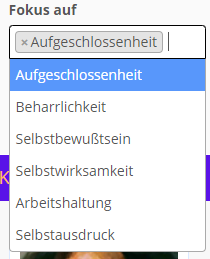 Fokus auf
×Aufgeschlossenheit
Aufgeschlossenheit
Beharrlichkeit
Selbstbewußtsein
Selbstwirksamkeit
Arbeitshaltung
Selbstausdruck
K